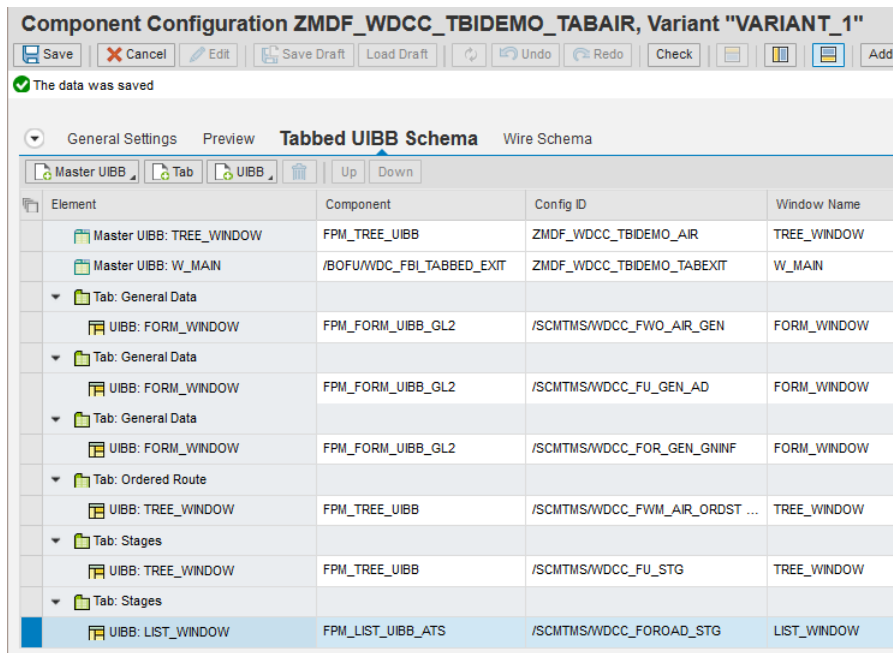 Component Configuration ZMDF_WDCC_TBIDEMO_TABAIR, Variant "VARIANT_1"
Save Cancel Edit Save Draft Load Draft Undo Redo Check Add
The data was saved
General Settings Preview Tabbed UIBB Schema Wire Schema
Master UIBB Tab UIBB Up Down
Element Component Config ID Window Name
Master UIBB: TREE_WINDOW FPM_TREE_UIBB ZMDF_WDCC_TBIDEMO_AIR TREE_WINDOW
Master UIBB: W_MAIN /BOFU/WDC_FBI_TABBED_EXIT ZMDF_WDCC_TBIDEMO_TABEXIT W_MAIN
Tab: General Data
UIBB: FORM_WINDOW FPM_FORM_UIBB_GL2 /SCMTMS/WDCC_FWO_AIR_GEN FORM_WINDOW
Tab: General Data
UIBB: FORM_WINDOW FPM_FORM_UIBB_GL2 /SCMTMS/WDCC_FU_GEN_AD FORM_WINDOW
Tab: General Data
UIBB: FORM_WINDOW FPM_FORM_UIBB_GL2 /SCMTMS/WDCC_FOR_GEN_GNINF FORM_WINDOW
Tab: Ordered Route
UIBB: TREE_WINDOW FPM_TREE_UIBB /SCMTMS/WDCC_FWM_AIR_ORDST ... TREE_WINDOW
Tab: Stages
UIBB: TREE_WINDOW FPM_TREE_UIBB /SCMTMS/WDCC_FU_STG TREE_WINDOW
Tab: Stages
UIBB: LIST_WINDOW FPM_LIST_UIBB_ATS /SCMTMS/WDCC_FOROAD_STG LIST_WINDOW